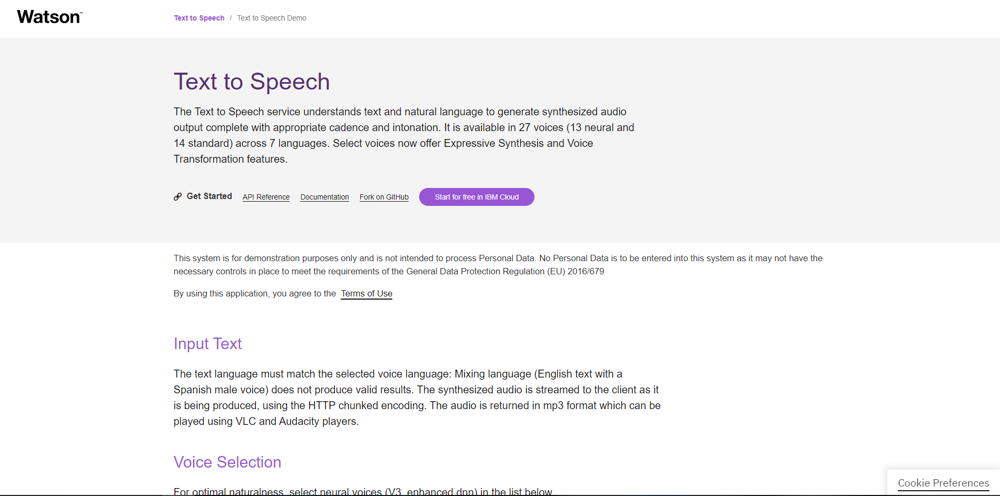 Watson™
Text to Speech / Text to Speech Demo
Text to Speech
The Text to Speech service understands text and natural language to generate synthesized audio
output complete with appropriate cadence and intonation. It is available in 27 voices (13 neural and
14 standard) across 7 languages. Select voices now offer Expressive Synthesis and Voice
Transformation features.
Get Started API Reference Documentation Fork on GitHub Start for free in IBM Cloud
This system is for demonstration purposes only and is not intended to process Personal Data. No Personal Data is to be entered into this system as it may not have the
necessary controls in place to meet the requirements of the General Data Protection Regulation (EU) 2016/679
By using this application, you agree to the Terms of Use
Input Text
The text language must match the selected voice language: Mixing language (English text with a
Spanish male voice) does not produce valid results. The synthesized audio is streamed to the client as it
is being produced, using the HTTP chunked encoding. The audio is returned in mp3 format which can be
played using VLC and Audacity players.
Voice Selection
For optimal naturalness, select neural voices (V3, enhanced dnn) in the list below
Cookie Preferences